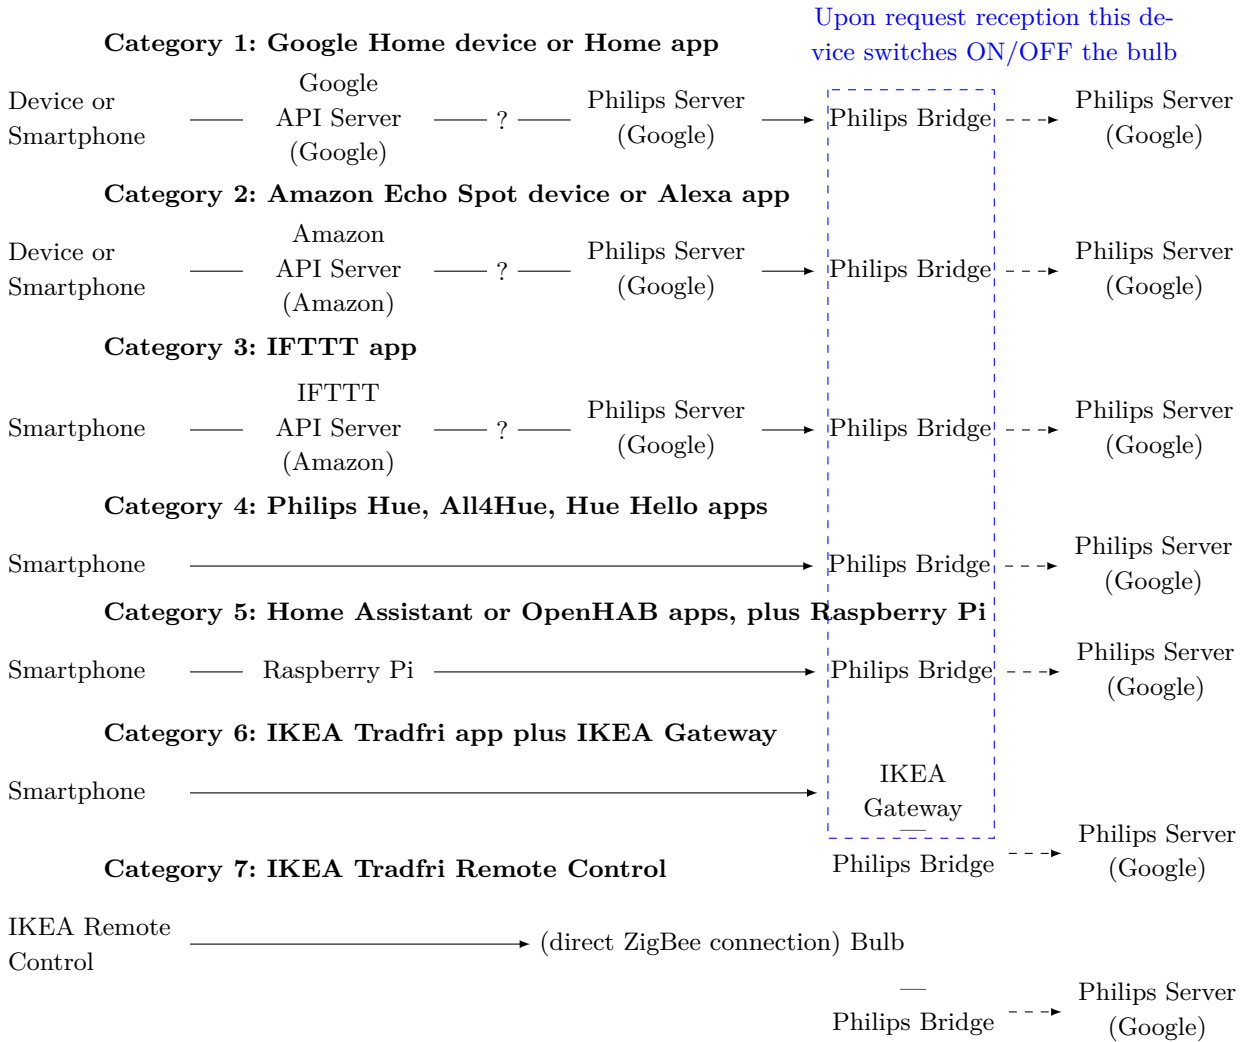 Upon request reception this de-
vice switches ON/OFF the bulb
Category 1: Google Home device or Home app
Device or
Smartphone
Google
API Server
(Google)
?
Philips Server
(Google)
Philips Bridge
Philips Server
(Google)
Category 2: Amazon Echo Spot device or Alexa app
Device or
Smartphone
Amazon
API Server
(Amazon)
?
Philips Server
(Google)
Philips Bridge
Philips Server
(Google)
Category 3: IFTTT app
Smartphone
IFTTT
API Server
(Amazon)
?
Philips Server
(Google)
Philips Bridge
Philips Server
(Google)
Category 4: Philips Hue, All4Hue, Hue Hello apps
Smartphone
Philips Bridge
Philips Server
(Google)
Category 5: Home Assistant or OpenHAB apps, plus Raspberry Pi
Smartphone
Raspberry Pi
Philips Bridge
Philips Server
(Google)
Category 6: IKEA Tradfri app plus IKEA Gateway
Smartphone
IKEA
Gateway
—
Philips Bridge
Philips Server
(Google)
Category 7: IKEA Tradfri Remote Control
IKEA Remote
Control
(direct ZigBee connection) Bulb
—
Philips Bridge
Philips Server
(Google)